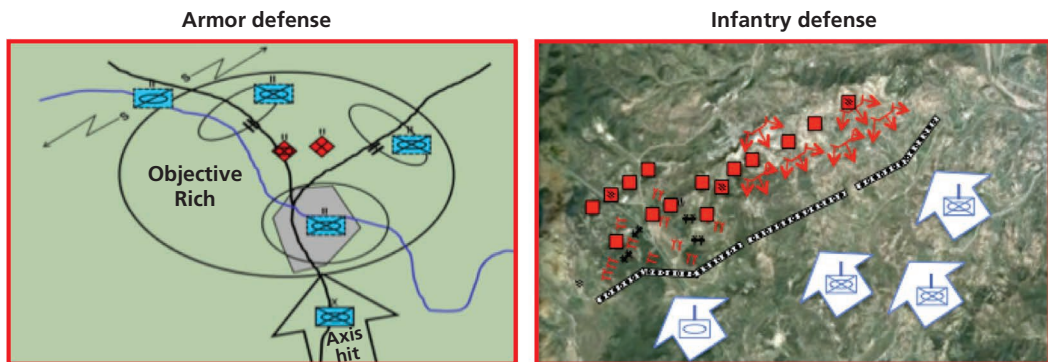 Armor defense
Infantry defense
S
S
Objective
Rich
Axis
hit